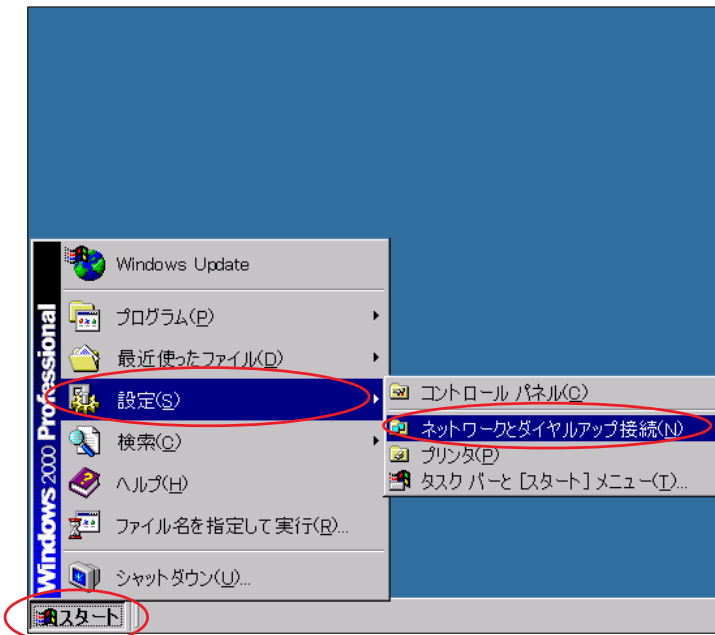 Windows Update
プログラム(P)
最近使ったファイル(D)
設定(S)
検索(C)
ヘルプ(H)
ファイル名を指定して実行(R)...
シャットダウン(U)...
Windows 2000 Professional
コントロール パネル(C)
ネットワークとダイヤルアップ接続(N)
プリンタ(P)
タスク バーと [スタート] メニュー(T)...
スタート